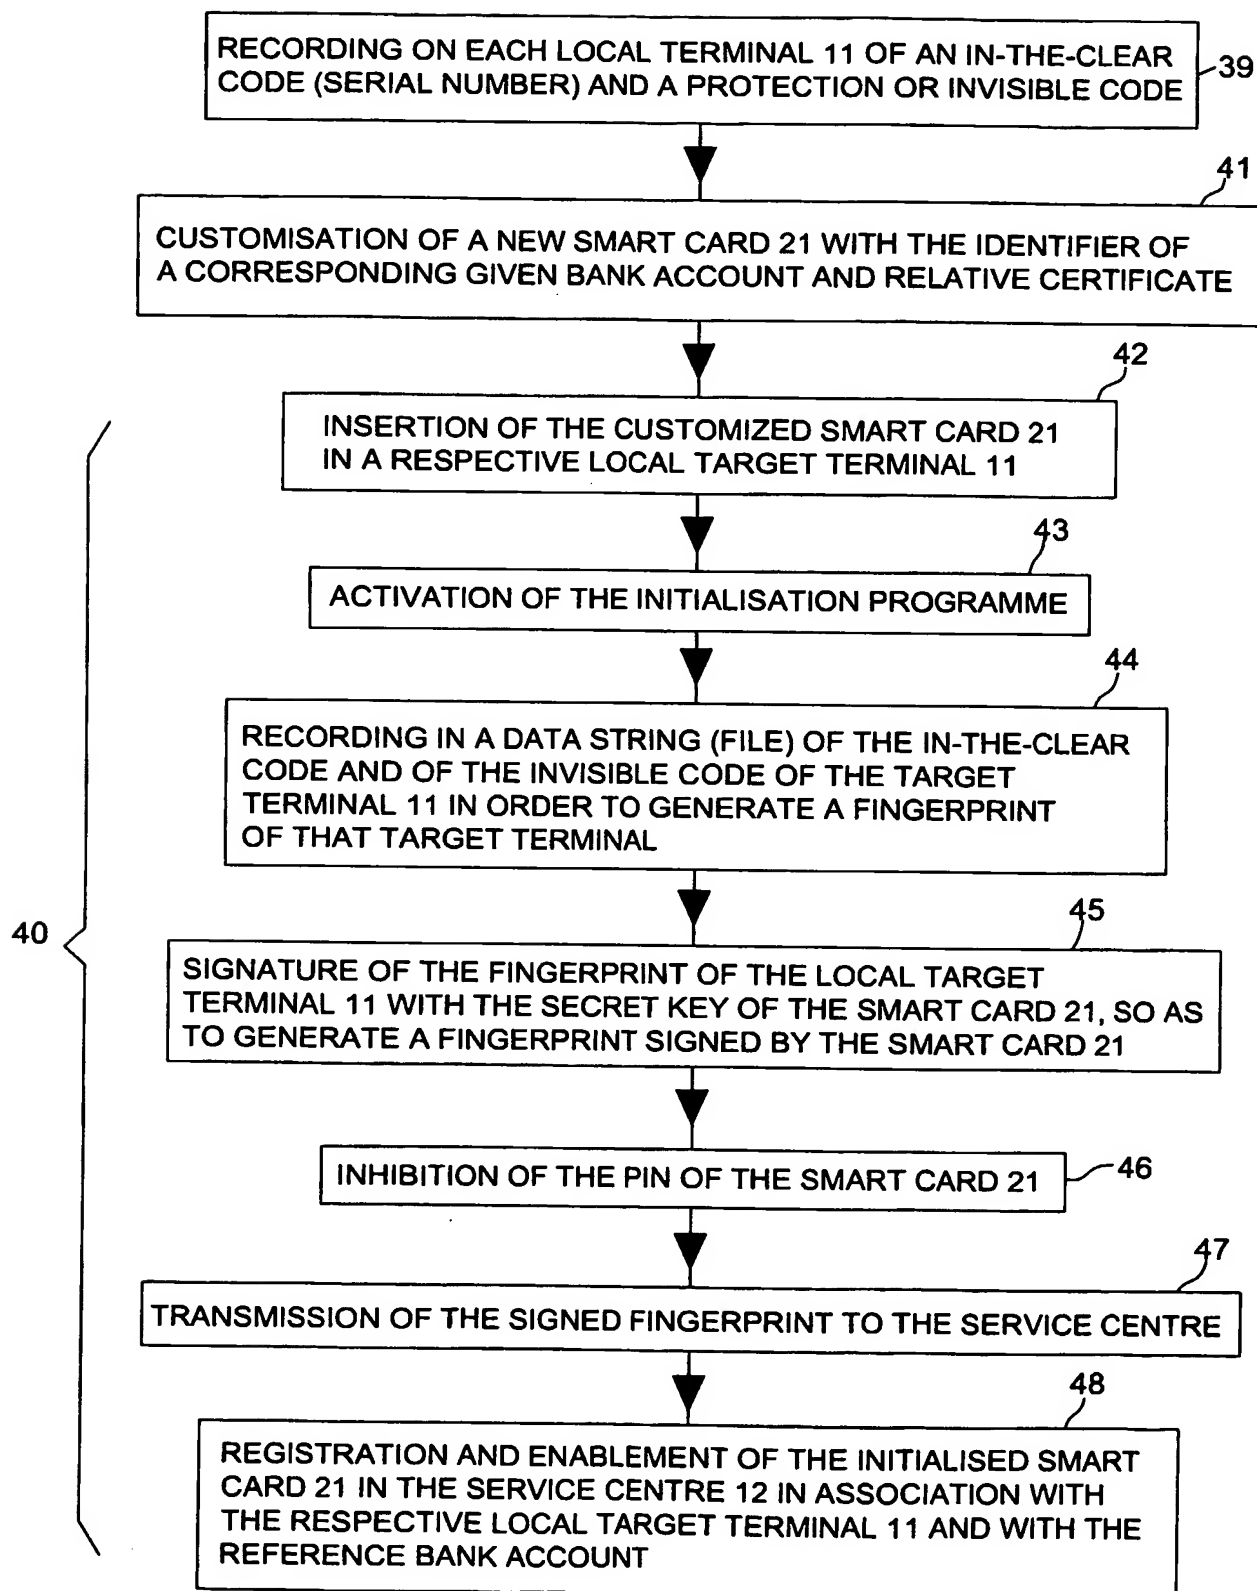 RECORDING ON EACH LOCAL TERMINAL 11 OF AN IN-THE-CLEAR
CODE (SERIAL NUMBER) AND A PROTECTION OR INVISIBLE CODE
39
41
CUSTOMISATION OF A NEW SMART CARD 21 WITH THE IDENTIFIER OF
A CORRESPONDING GIVEN BANK ACCOUNT AND RELATIVE CERTIFICATE
42
INSERTION OF THE CUSTOMIZED SMART CARD 21
IN A RESPECTIVE LOCAL TARGET TERMINAL 11
43
ACTIVATION OF THE INITIALISATION PROGRAMME
44
RECORDING IN A DATA STRING (FILE) OF THE IN-THE-CLEAR
CODE AND OF THE INVISIBLE CODE OF THE TARGET
TERMINAL 11 IN ORDER TO GENERATE A FINGERPRINT
OF THAT TARGET TERMINAL
40
45
SIGNATURE OF THE FINGERPRINT OF THE LOCAL TARGET
TERMINAL 11 WITH THE SECRET KEY OF THE SMART CARD 21, SO AS
TO GENERATE A FINGERPRINT SIGNED BY THE SMART CARD 21
INHIBITION OF THE PIN OF THE SMART CARD 21
46
47
TRANSMISSION OF THE SIGNED FINGERPRINT TO THE SERVICE CENTRE
48
REGISTRATION AND ENABLEMENT OF THE INITIALISED SMART
CARD 21 IN THE SERVICE CENTRE 12 IN ASSOCIATION WITH
THE RESPECTIVE LOCAL TARGET TERMINAL 11 AND WITH THE
REFERENCE BANK ACCOUNT